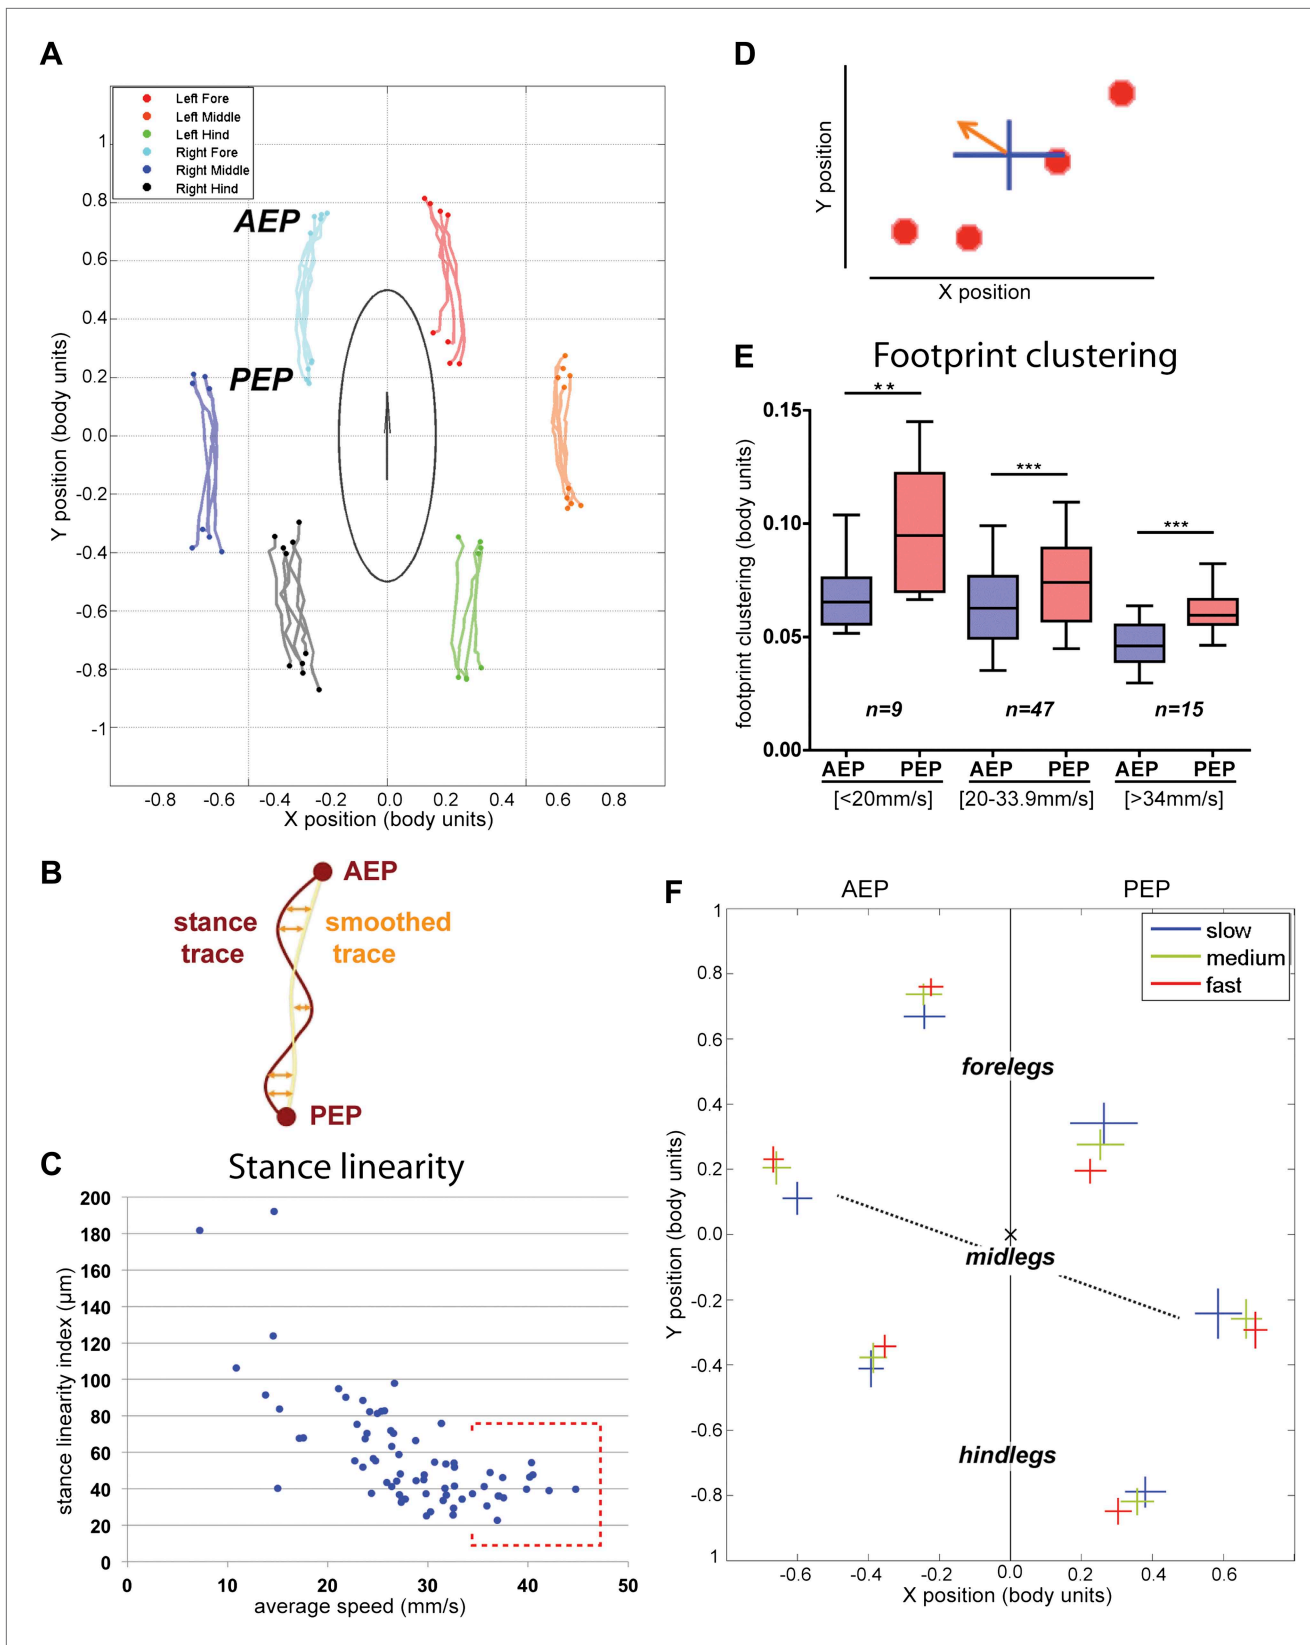 A
Left Fore
Left Middle
Left Hind
Right Fore
Right Middle
Right Hind
AEP
PEP
1
0.8
0.6
0.4
0.2
0.0
-0.2
-0.4
-0.6
-0.8
-1
Y position (body units)
-0.8
-0.6
-0.4
-0.2
0.0
0.2
0.4
0.6
0.8
X position (body units)
B
AEP
stance trace
smoothed trace
PEP
C
Stance linearity
200
180
160
140
120
100
80
60
40
20
0
stance linearity index (μm)
0
10
20
30
40
50
average speed (mm/s)
D
Y position
X position
E
Footprint clustering
**
***
***
0.15
0.10
0.05
0.00
footprint clustering (body units)
n=9
n=47
n=15
AEP
PEP
AEP
PEP
AEP
PEP
[<20mm/s]
[20-33.9mm/s]
[>34mm/s]
F
AEP
PEP
slow
medium
fast
forelegs
midlegs
hindlegs
1
0.8
0.6
0.4
0.2
0.0
-0.2
-0.4
-0.6
-0.8
1
Y position (body units)
-0.6
-0.4
-0.2
0.0
0.2
0.4
0.6
X position (body units)